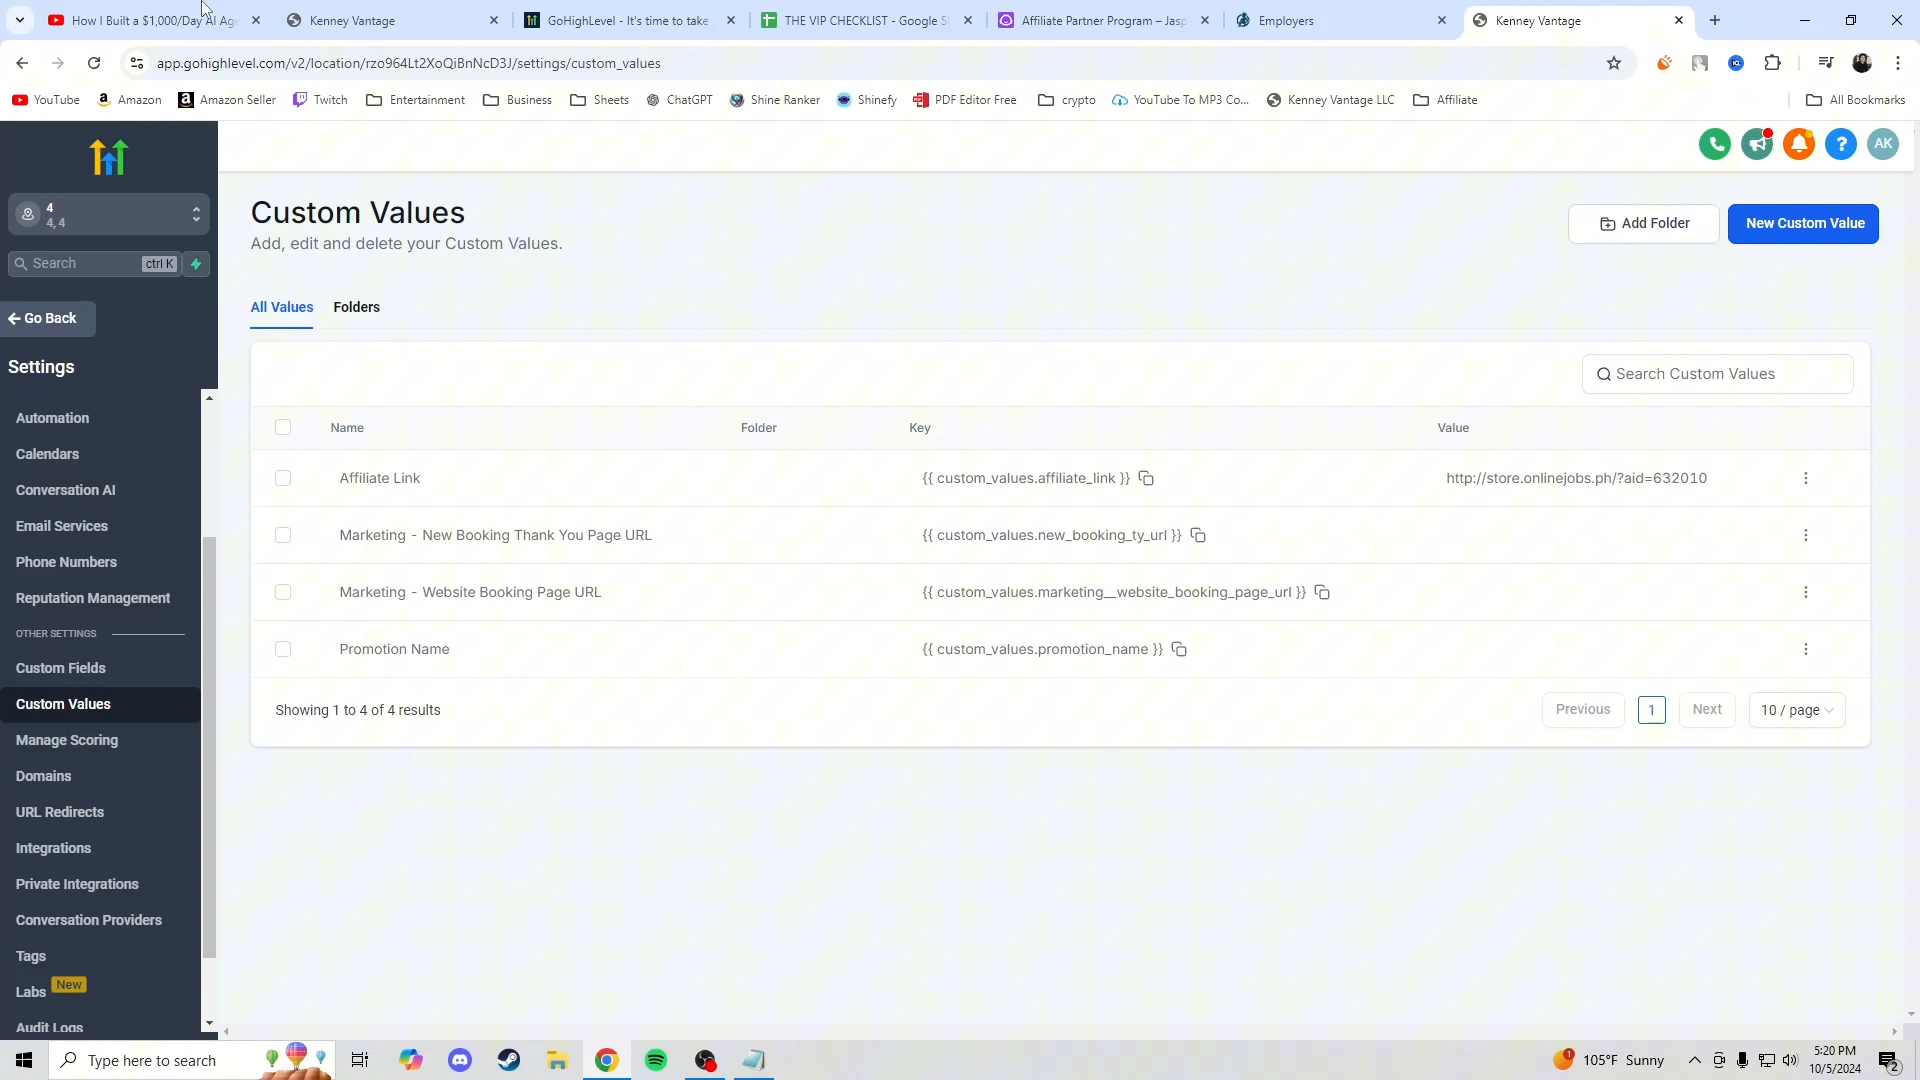 How I Built a $1,000/Day AI Age
Kenney Vantage
GoHighLevel - It's time to take
THE VIP CHECKLIST - Google S
Affiliate Partner Program – Jasp
Employers
Kenney Vantage
app.gohighlevel.com/v2/location/rzo964Lt2XoQiBnNcD3J/settings/custom_values
YouTube
Amazon
Amazon Seller
Twitch
Entertainment
Business
Sheets
ChatGPT
Shine Ranker
Shinefy
PDF Editor Free
crypto
YouTube To MP3 Co...
Kenney Vantage LLC
Affiliate
All Bookmarks
AK
4
4, 4
Search
ctrl K
Go Back
Settings
Automation
Calendars
Conversation AI
Email Services
Phone Numbers
Reputation Management
OTHER SETTINGS
Custom Fields
Custom Values
Manage Scoring
Domains
URL Redirects
Integrations
Private Integrations
Conversation Providers
Tags
Labs New
Audit Logs
Custom Values
Add, edit and delete your Custom Values.
Add Folder
New Custom Value
All Values
Folders
Search Custom Values
Name Folder Key Value
Affiliate Link {{ custom_values.affiliate_link }} http://store.onlinejobs.ph/?aid=632010
Marketing - New Booking Thank You Page URL {{ custom_values.new_booking_ty_url }}
Marketing - Website Booking Page URL {{ custom_values.marketing__website_booking_page_url }}
Promotion Name {{ custom_values.promotion_name }}
Showing 1 to 4 of 4 results
Previous
1
Next
10 / page
Type here to search
1
105°F Sunny
5:20 PM
10/5/2024
2